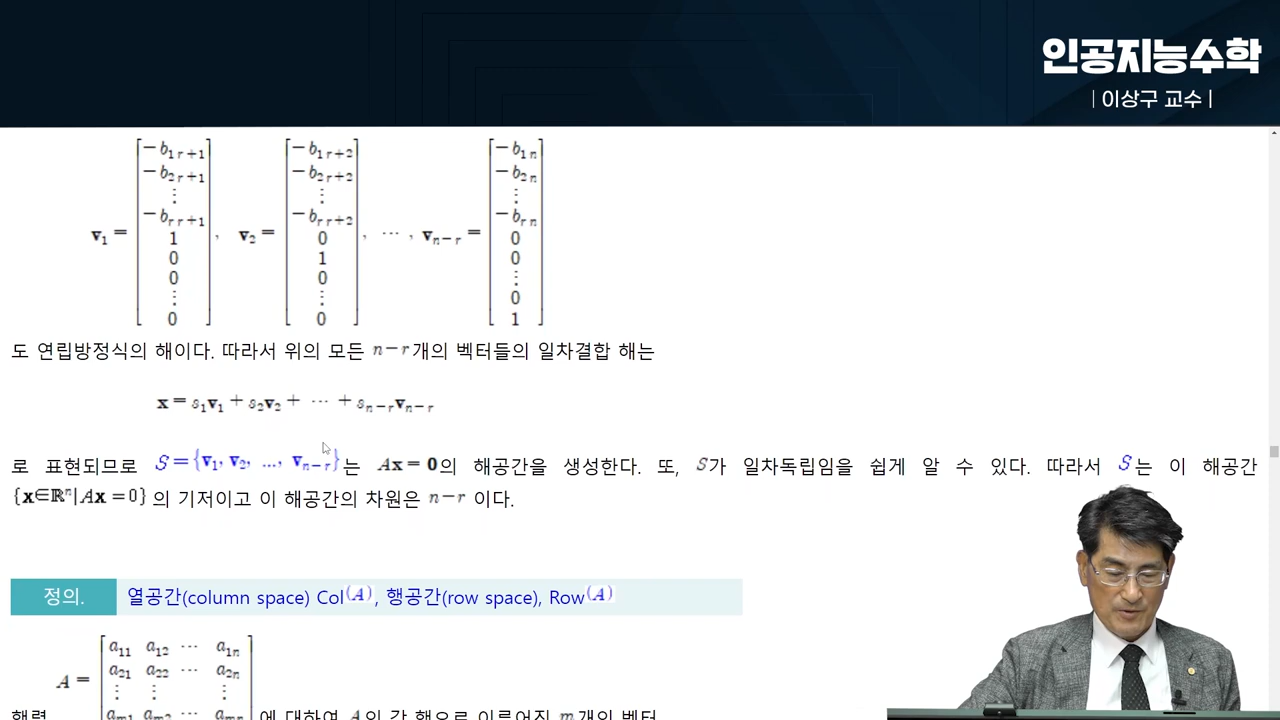 인공지능수학
| 이상구 교수 |
v₁ = [−b₁ r+1, −b₂ r+1, ⋮, −b_r r+1, 1, 0, 0, ⋮, 0], v₂ = [−b₁ r+2, −b₂ r+2, ⋮, −b_r r+2, 0, 1, 0, ⋮, 0], ⋯, v_{n−r} = [−b₁ n, −b₂ n, ⋮, −b_r n, 0, 0, ⋮, 0, 1]
도 연립방정식의 해이다. 따라서 위의 모든 n−r개의 벡터들의 일차결합 해는
x = s₁v₁ + s₂v₂ + ⋯ + s_{n−r}v_{n−r}
로 표현되므로 S = {v₁, v₂, ..., v_{n−r}}는 Ax = 0의 해공간을 생성한다. 또, S가 일차독립임을 쉽게 알 수 있다. 따라서 S는 이 해공간
{x∈ℝⁿ | Ax = 0}의 기저이고 이 해공간의 차원은 n−r 이다.
정의. 열공간(column space) Col(A), 행공간(row space), Row(A)
행렬 A = [a₁₁ a₁₂ ⋯ a₁ₙ, a₂₁ a₂₂ ⋯ a₂ₙ, ⋮ ⋮ ⋮, a_{m1} a_{m2} ⋯ a_{mn}]에 대하여 A의 각 행으로 이루어진 m개의 벡터